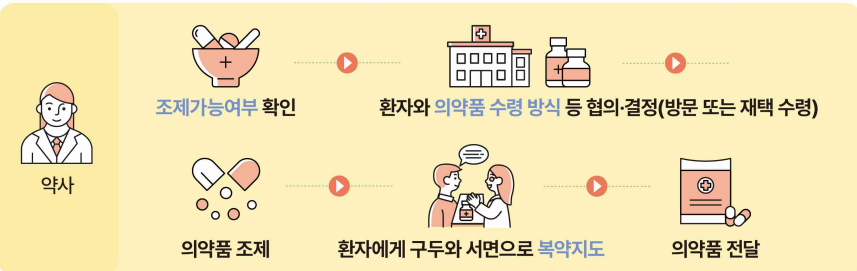 약사
조제가능여부 확인
환자와 의약품 수령 방식 등 협의·결정(방문 또는 재택 수령)
의약품 조제
환자에게 구두와 서면으로 복약지도
의약품 전달